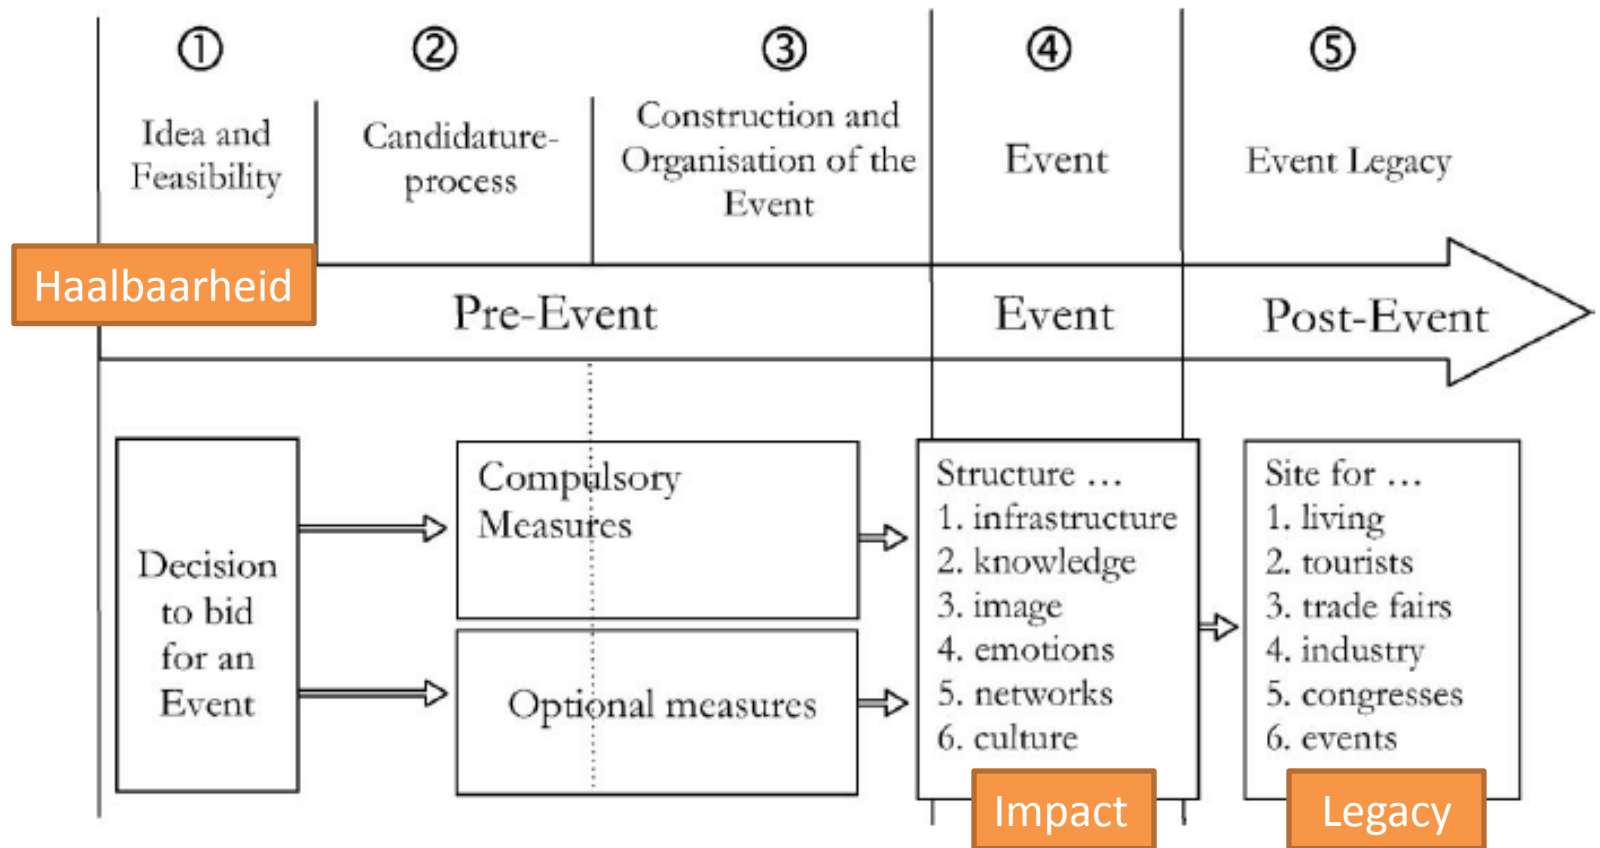 ① ② ③ ④ ⑤
Idea and
Feasibility
Candidature-
process
Construction and
Organisation of the
Event
Event
Event Legacy
Haalbaarheid
Pre-Event
Event
Post-Event
Decision
to bid
for an
Event
Compulsory
Measures
Optional measures
Structure ...
1. infrastructure
2. knowledge
3. image
4. emotions
5. networks
6. culture
Impact
Site for ...
1. living
2. tourists
3. trade fairs
4. industry
5. congresses
6. events
Legacy